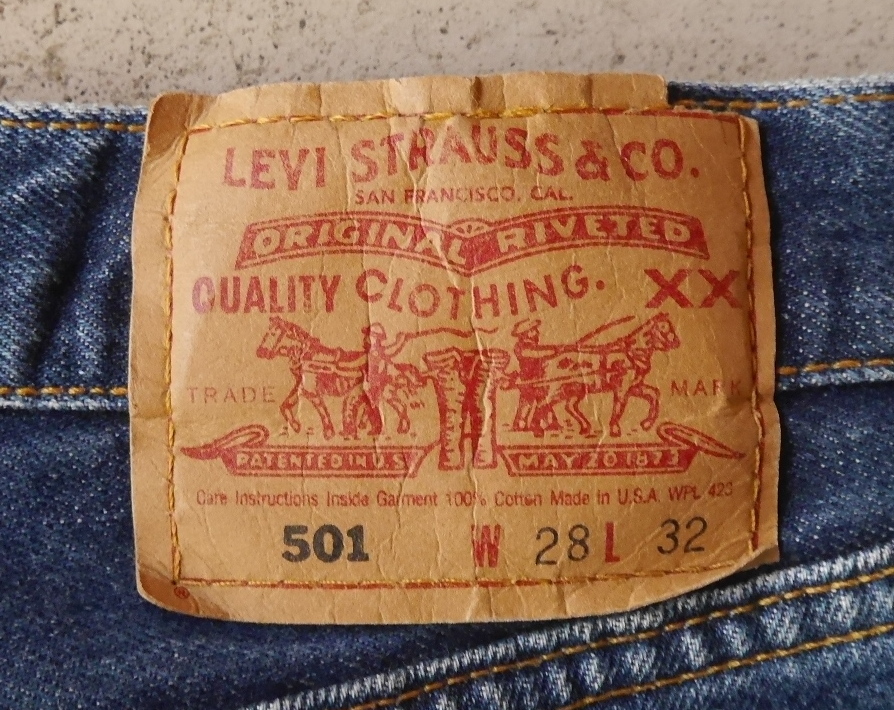 LEVI STRAUSS & CO.
SAN FRANCISCO, CAL.
ORIGINAL RIVETED
QUALITY CLOTHING. XX
TRADE MARK
PATENTED IN U.S. MAY 20 1873
Care Instructions Inside Garment 100% Cotton Made in U.S.A. WPL 423
501 W 28 L 32
®